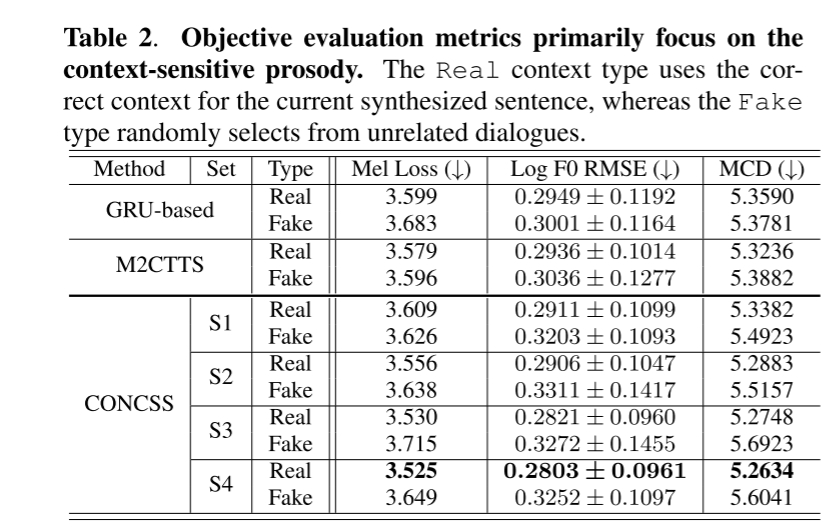 Table 2. Objective evaluation metrics primarily focus on the
context-sensitive prosody. The Real context type uses the cor-
rect context for the current synthesized sentence, whereas the Fake
type randomly selects from unrelated dialogues.
Method Set Type Mel Loss (↓) Log F0 RMSE (↓) MCD (↓)
GRU-based Real 3.599 0.2949 ± 0.1192 5.3590
Fake 3.683 0.3001 ± 0.1164 5.3781
M2CTTS Real 3.579 0.2936 ± 0.1014 5.3236
Fake 3.596 0.3036 ± 0.1277 5.3882
CONCSS S1 Real 3.609 0.2911 ± 0.1099 5.3382
Fake 3.626 0.3203 ± 0.1093 5.4923
S2 Real 3.556 0.2906 ± 0.1047 5.2883
Fake 3.638 0.3311 ± 0.1417 5.5157
S3 Real 3.530 0.2821 ± 0.0960 5.2748
Fake 3.715 0.3272 ± 0.1455 5.6923
S4 Real 3.525 0.2803 ± 0.0961 5.2634
Fake 3.649 0.3252 ± 0.1097 5.6041